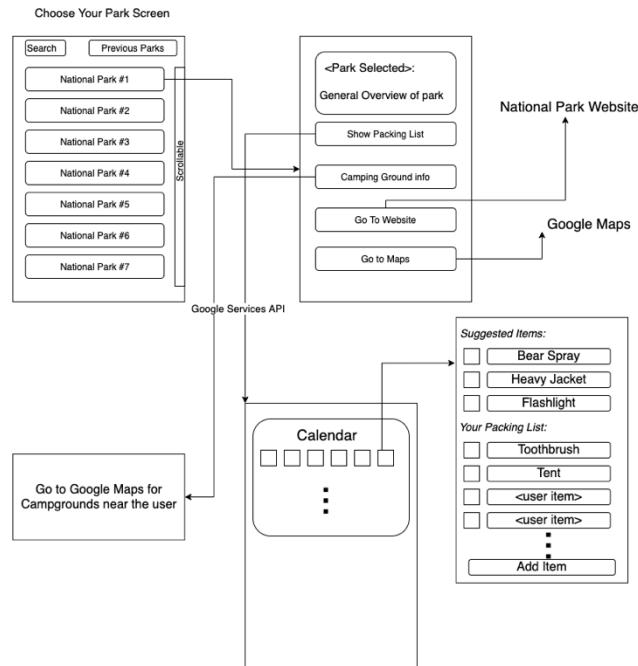 Choose Your Park Screen
Search
Previous Parks
National Park #1
National Park #2
National Park #3
National Park #4
National Park #5
National Park #6
National Park #7
Scrollable
<Park Selected>:
General Overview of park
Show Packing List
Camping Ground info
Go To Website
Go to Maps
National Park Website
Google Maps
Google Services API
Go to Google Maps for
Campgrounds near the user
Calendar
Suggested Items:
Bear Spray
Heavy Jacket
Flashlight
Your Packing List:
Toothbrush
Tent
<user item>
<user item>
Add Item